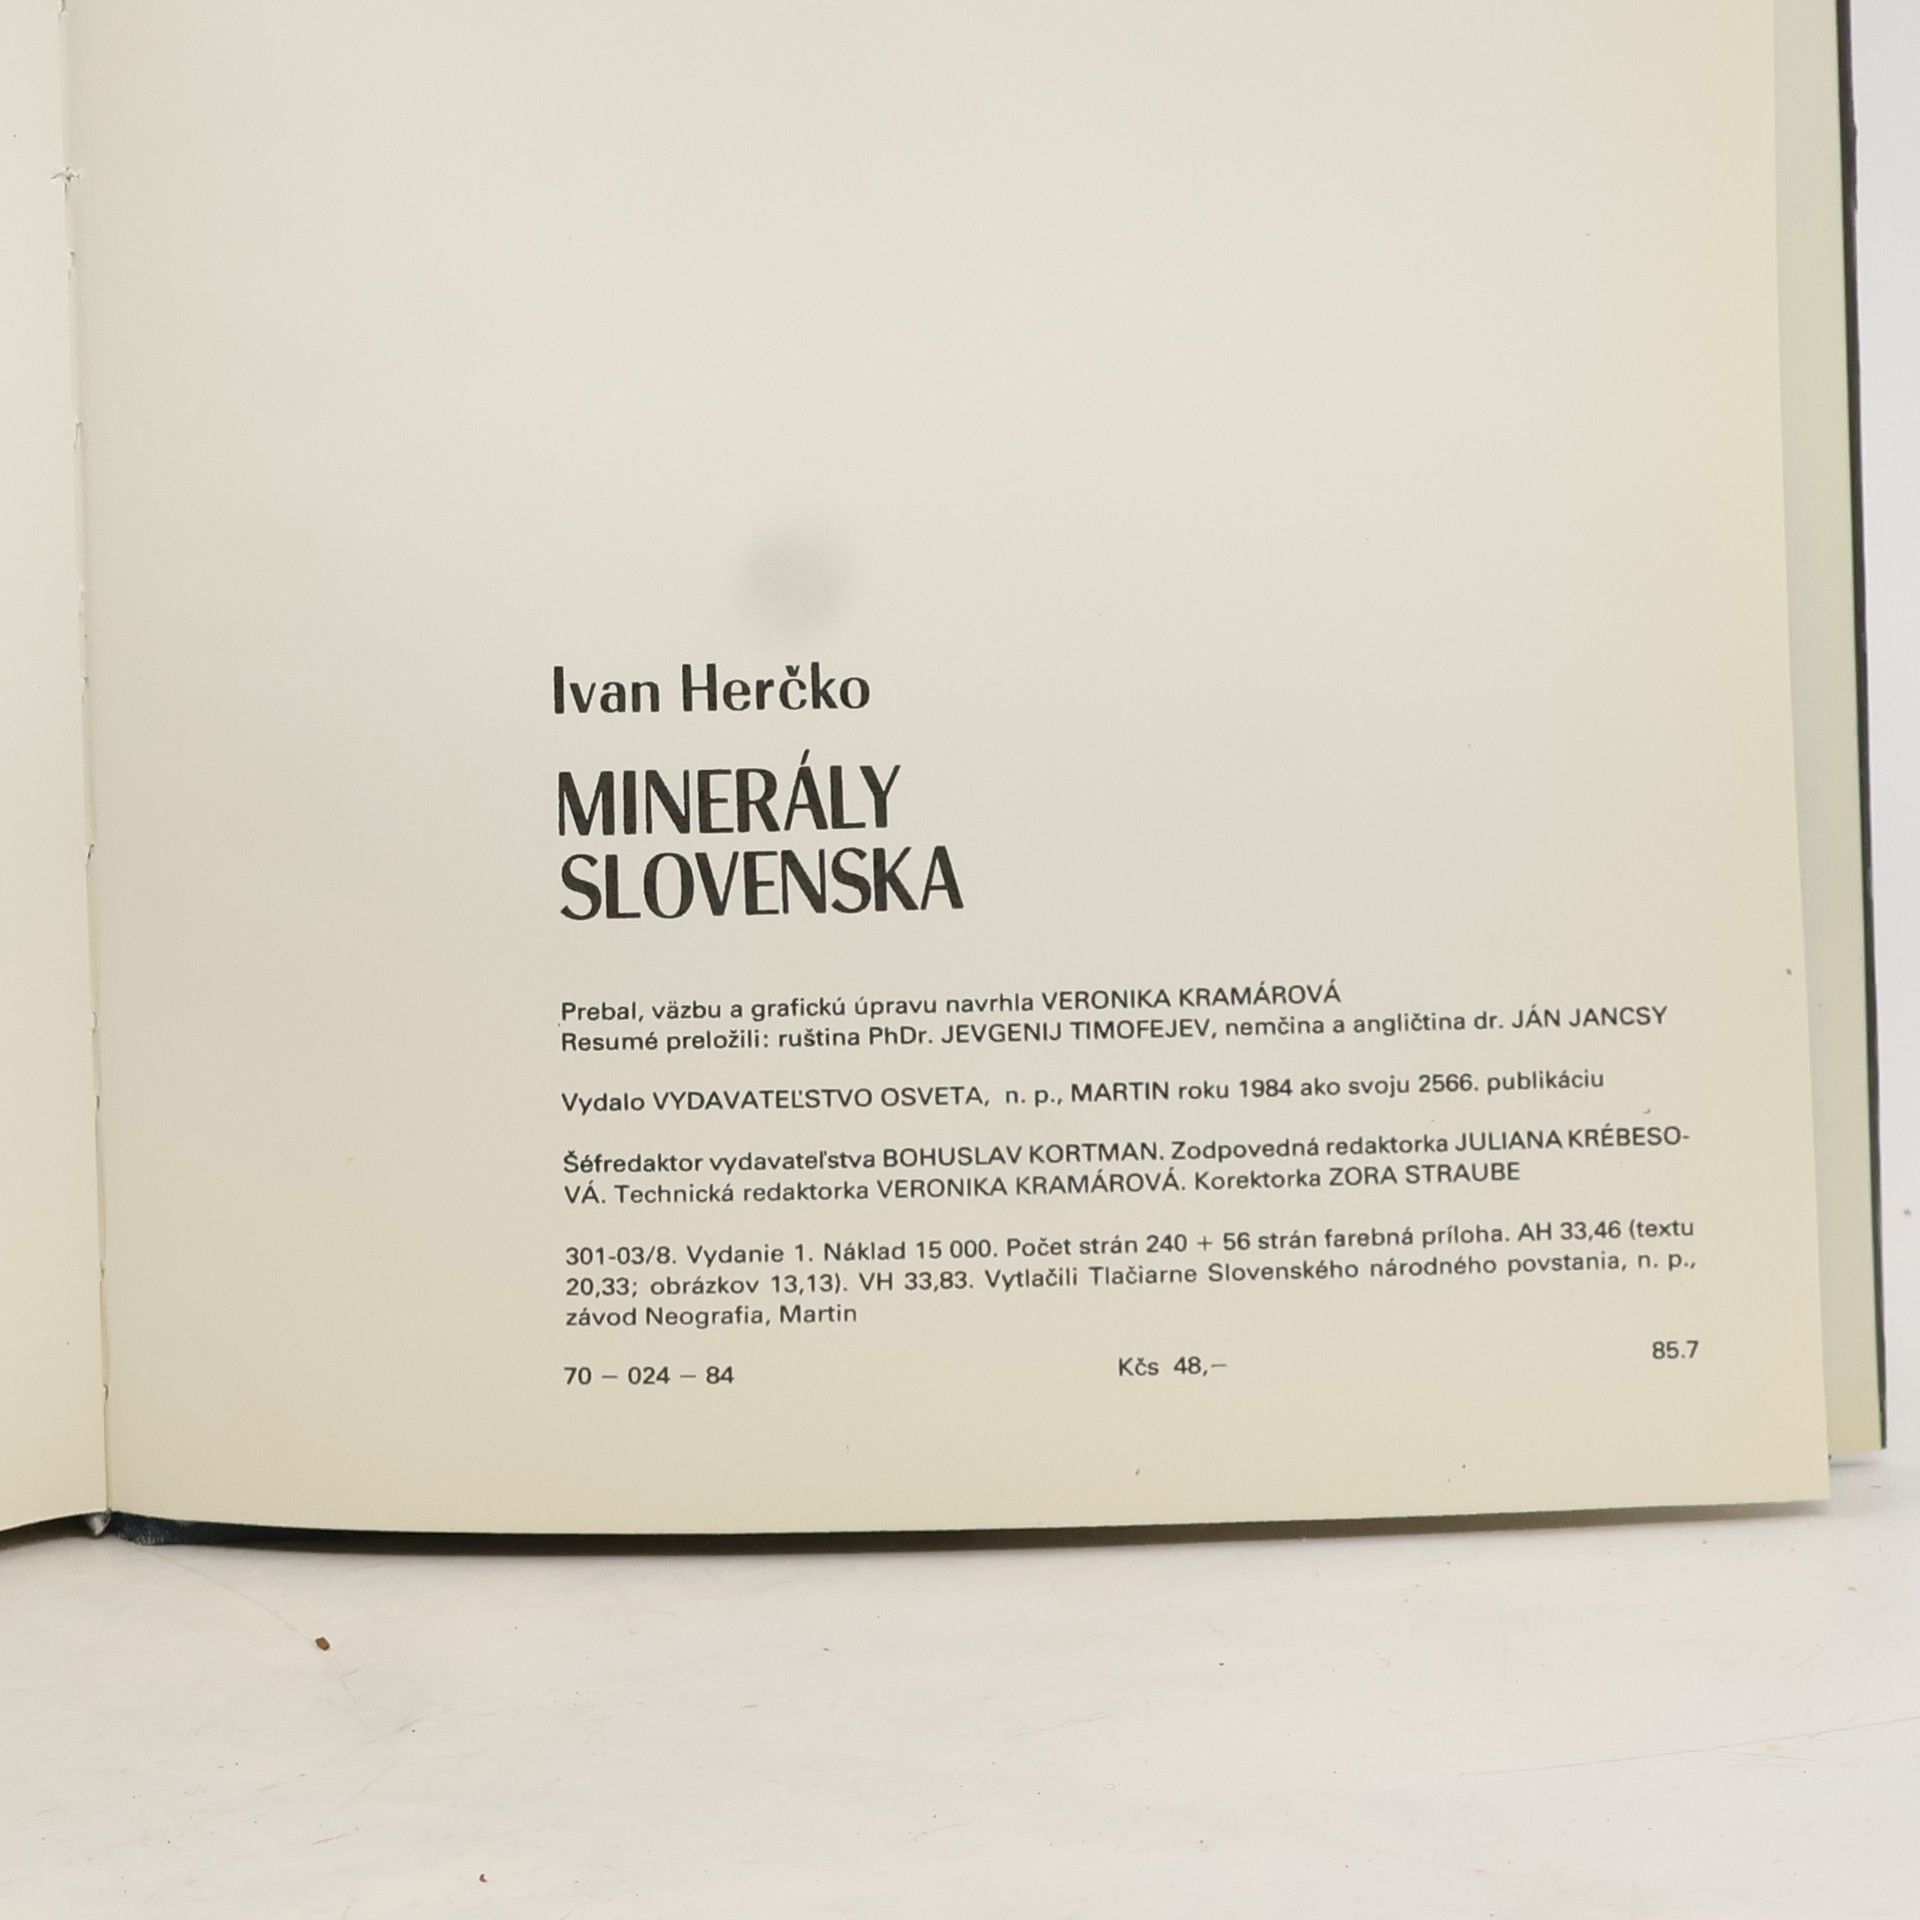 Ivan Herčko
MINERÁLY
SLOVENSKA
Prebal, väzbu a grafickú úpravu navrhla VERONIKA KRAMÁROVÁ
Resumé preložili: ruština PhDr. JEVGENIJ TIMOFEJEV, nemčina a angličtina dr. JÁN JANCSY
Vydalo VYDAVATEĽSTVO OSVETA, n. p., MARTIN roku 1984 ako svoju 2566. publikáciu
Šéfredaktor vydavateľstva BOHUSLAV KORTMAN. Zodpovedná redaktorka JULIANA KRÉBESO-
VÁ. Technická redaktorka VERONIKA KRAMÁROVÁ. Korektorka ZORA STRAUBE
301-03/8. Vydanie 1. Náklad 15 000. Počet strán 240 + 56 strán farebná príloha. AH 33,46 (textu
20,33; obrázkov 13,13). VH 33,83. Vytlačili Tlačiarne Slovenského národného povstania, n. p.,
závod Neografia, Martin
70 — 024 — 84 Kčs 48,— 85.7